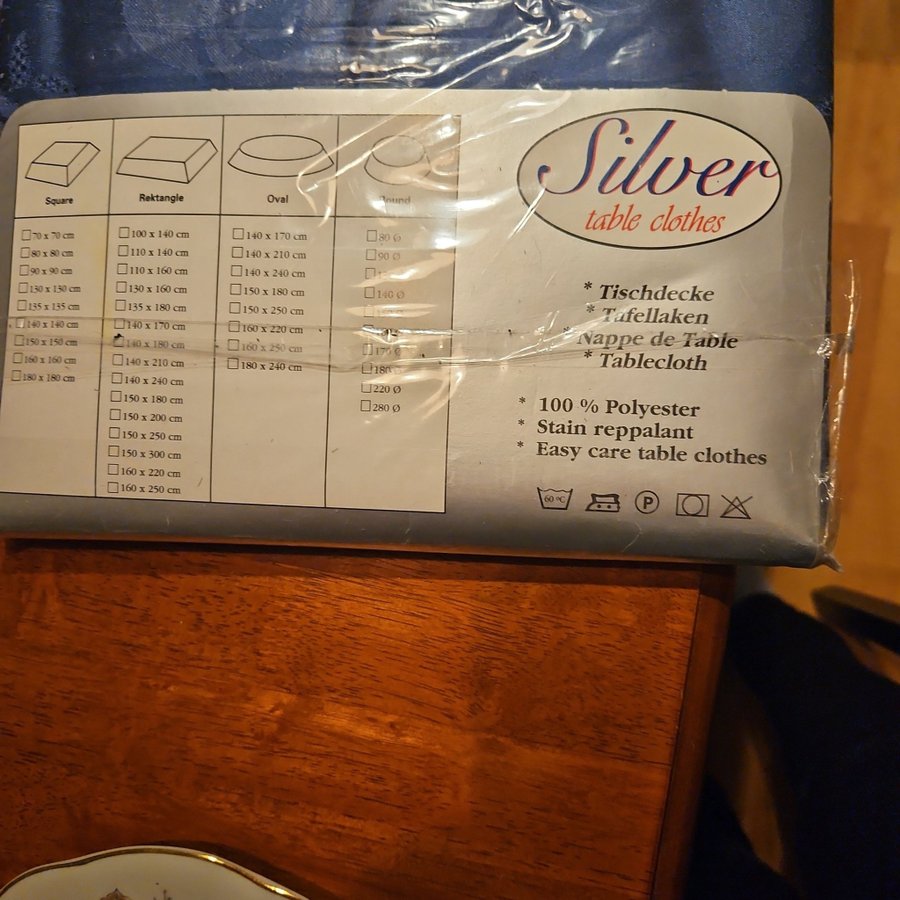 Square
70 x 70 cm
80 x 80 cm
90 x 90 cm
130 x 130 cm
135 x 135 cm
140 x 140 cm
150 x 150 cm
160 x 160 cm
180 x 180 cm
Rektangle
100 x 140 cm
110 x 140 cm
110 x 160 cm
130 x 160 cm
135 x 180 cm
140 x 170 cm
140 x 180 cm
140 x 210 cm
140 x 240 cm
150 x 180 cm
150 x 200 cm
150 x 250 cm
150 x 300 cm
160 x 220 cm
160 x 250 cm
Oval
140 x 170 cm
140 x 210 cm
140 x 240 cm
150 x 180 cm
150 x 250 cm
160 x 220 cm
160 x 250 cm
180 x 240 cm
Round
80 Ø
90 Ø
140 Ø
170 Ø
180
220 Ø
280 Ø
Silver
table clothes
* Tischdecke
* Tafellaken
* Nappe de Table
* Tablecloth
* 100 % Polyester
* Stain reppalant
* Easy care table clothes
60 °C
P